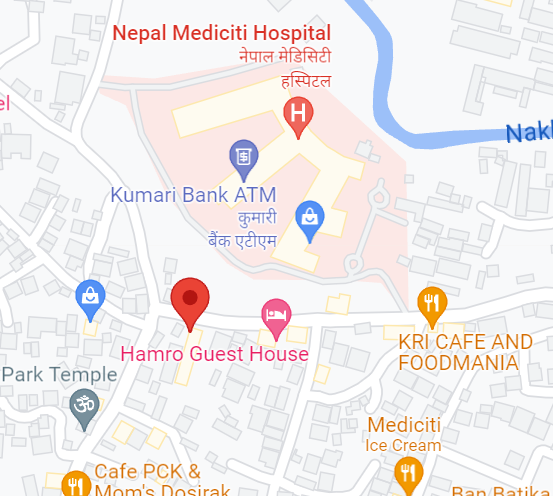 Nepal Mediciti Hospital
नेपाल मेडिसिटी
हस्पिटल
H
Kumari Bank ATM
कुमारी
बैंक एटीएम
Hamro Guest House
KRI CAFE AND
FOODMANIA
Park Temple
ॐ
Mediciti
Ice Cream
Cafe PCK &
Mom's Dosirak
Ban Batika